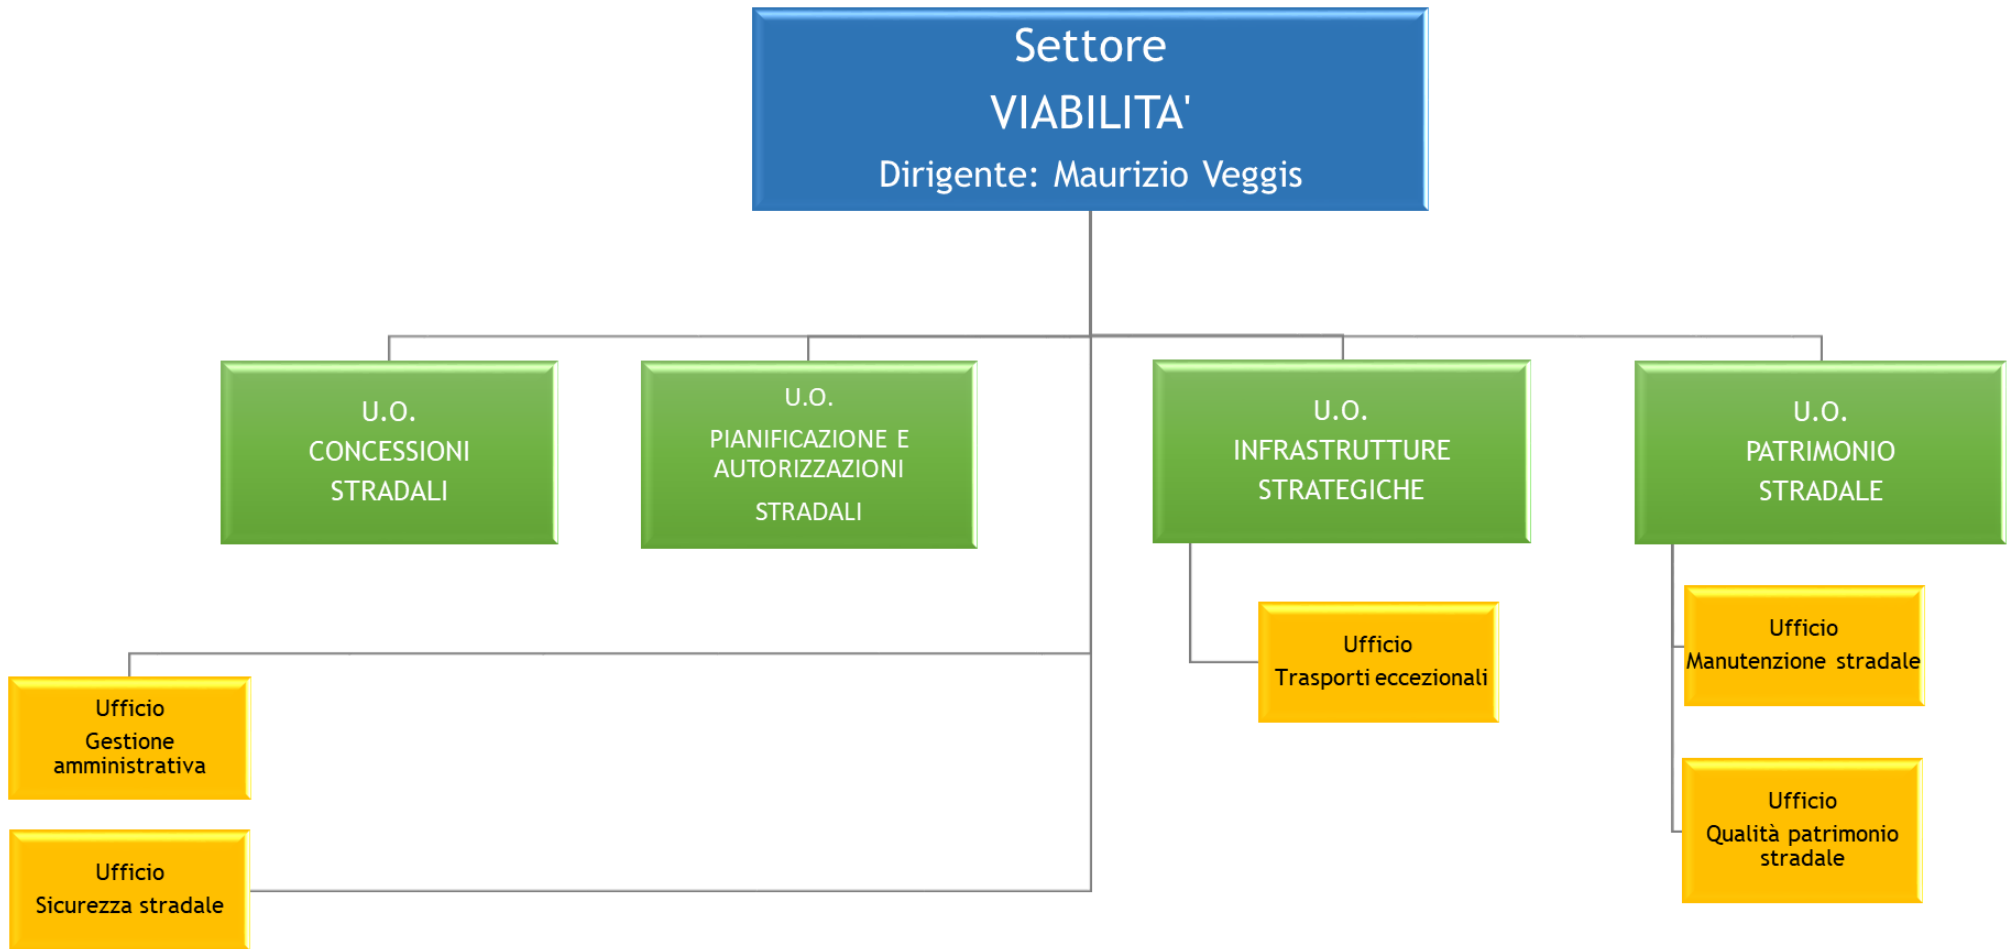 Settore
VIABILITA'
Dirigente: Maurizio Veggis
U.O.
CONCESSIONI
STRADALI
U.O.
PIANIFICAZIONE E
AUTORIZZAZIONI
STRADALI
U.O.
INFRASTRUTTURE
STRATEGICHE
U.O.
PATRIMONIO
STRADALE
Ufficio
Trasporti eccezionali
Ufficio
Manutenzione stradale
Ufficio
Gestione
amministrativa
Ufficio
Qualità patrimonio
stradale
Ufficio
Sicurezza stradale